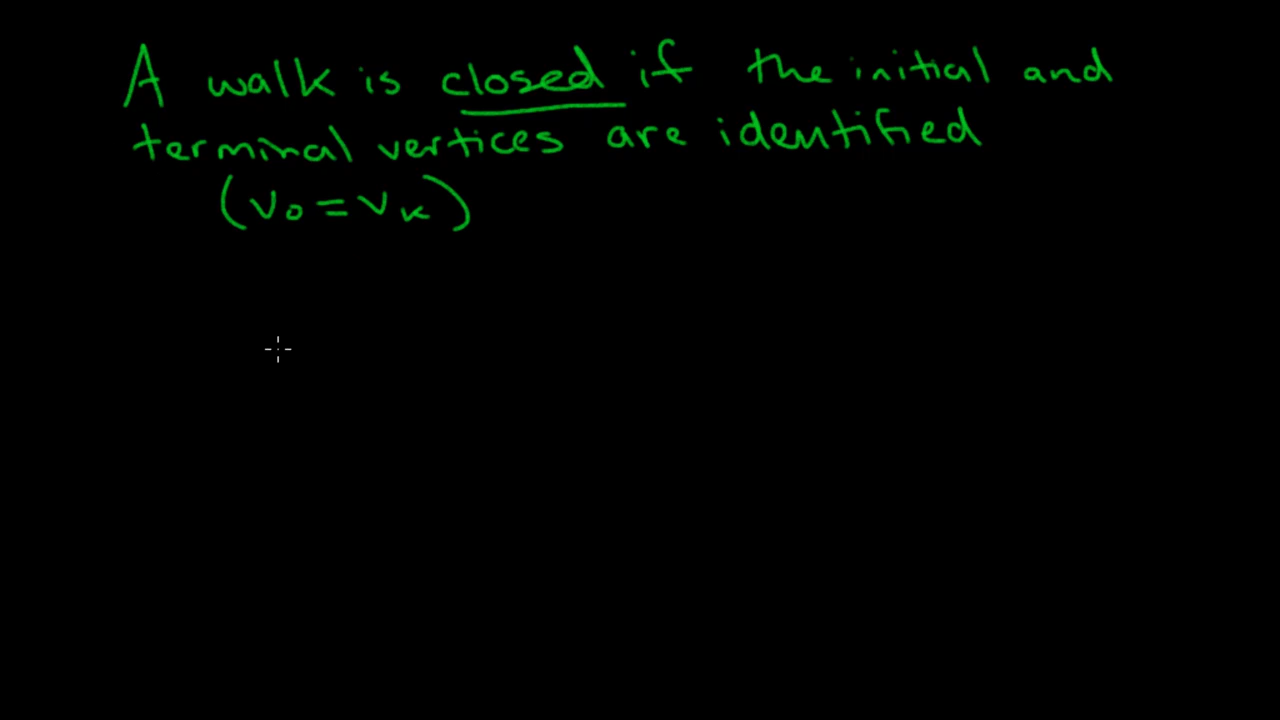 A walk is closed if the initial and
terminal vertices are identified
(v₀ = vₖ)